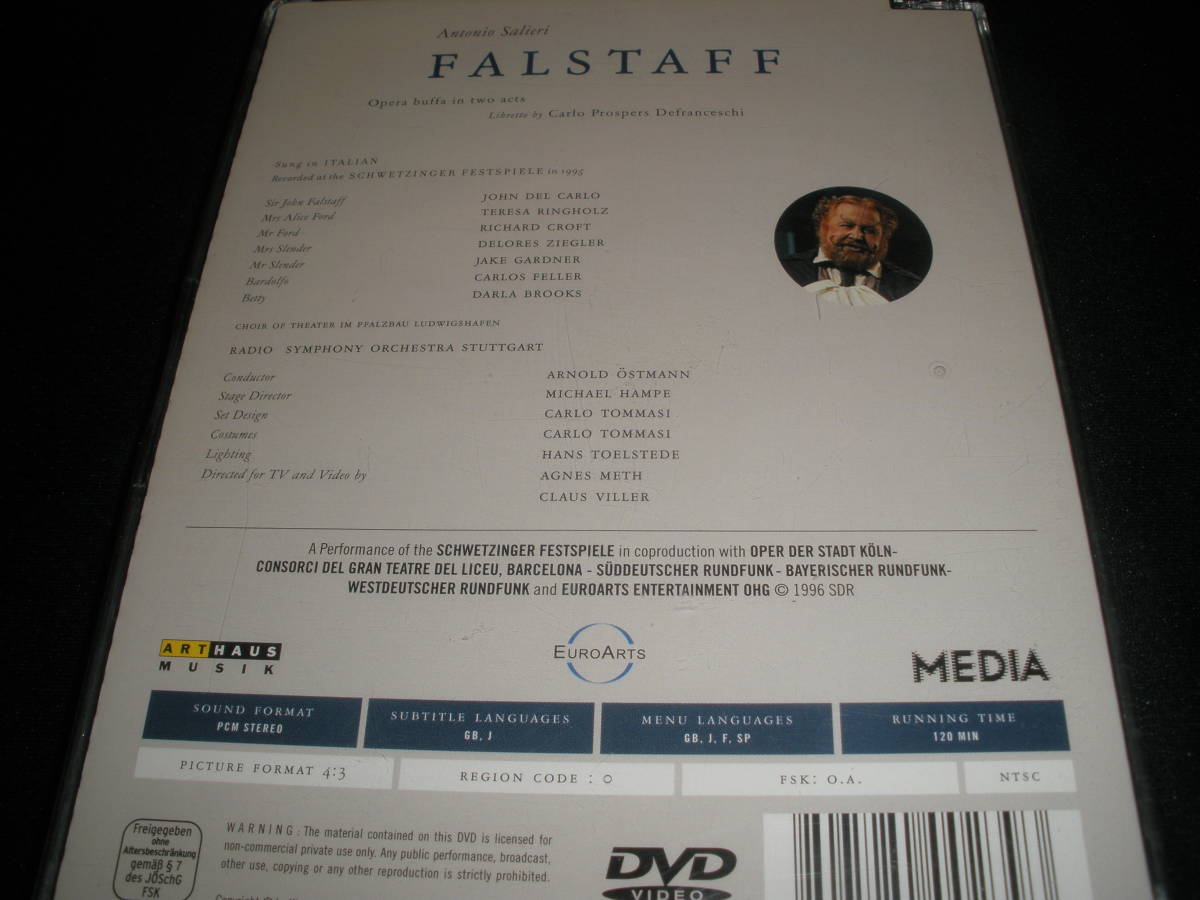 Antonio Salieri
FALSTAFF
Opera buffa in two acts
Libretto by Carlo Prospers Defranceschi
Sung in ITALIAN
Recorded at the SCHWETZINGER FESTSPIELE in 1995
Sir John Falstaff JOHN DEL CARLO
Mrs Alice Ford TERESA RINGHOLZ
Mr Ford RICHARD CROFT
Mrs Slender DELORES ZIEGLER
Mr Slender JAKE GARDNER
Bardolfo CARLOS FELLER
Betty DARLA BROOKS
CHOIR OF THEATER IM PFALZBAU LUDWIGSHAFEN
RADIO SYMPHONY ORCHESTRA STUTTGART
Conductor ARNOLD ÖSTMANN
Stage Director MICHAEL HAMPE
Set Design CARLO TOMMASI
Costumes CARLO TOMMASI
Lighting HANS TOELSTEDE
Directed for TV and Video by AGNES METH
CLAUS VILLER
A Performance of the SCHWETZINGER FESTSPIELE in coproduction with OPER DER STADT KÖLN-
CONSORCI DEL GRAN TEATRE DEL LICEU, BARCELONA - SÜDDEUTSCHER RUNDFUNK - BAYERISCHER RUNDFUNK-
WESTDEUTSCHER RUNDFUNK and EUROARTS ENTERTAINMENT OHG © 1996 SDR
ARTHAUS
MUSIK
EUROARTS
MEDIA
SOUND FORMAT
PCM STEREO
SUBTITLE LANGUAGES
GB, J
MENU LANGUAGES
GB, J, F, SP
RUNNING TIME
120 MIN
PICTURE FORMAT 4:3
REGION CODE : 0
FSK: O.A.
NTSC
Freigegeben
ohne
Altersbeschränkung
gemäß § 7
des JÖSchG
FSK
WARNING: The material contained on this DVD is licensed for
non-commercial private use only. Any public performance, broadcast,
other use, copying or any other reproduction is strictly prohibited.
DVD
VIDEO